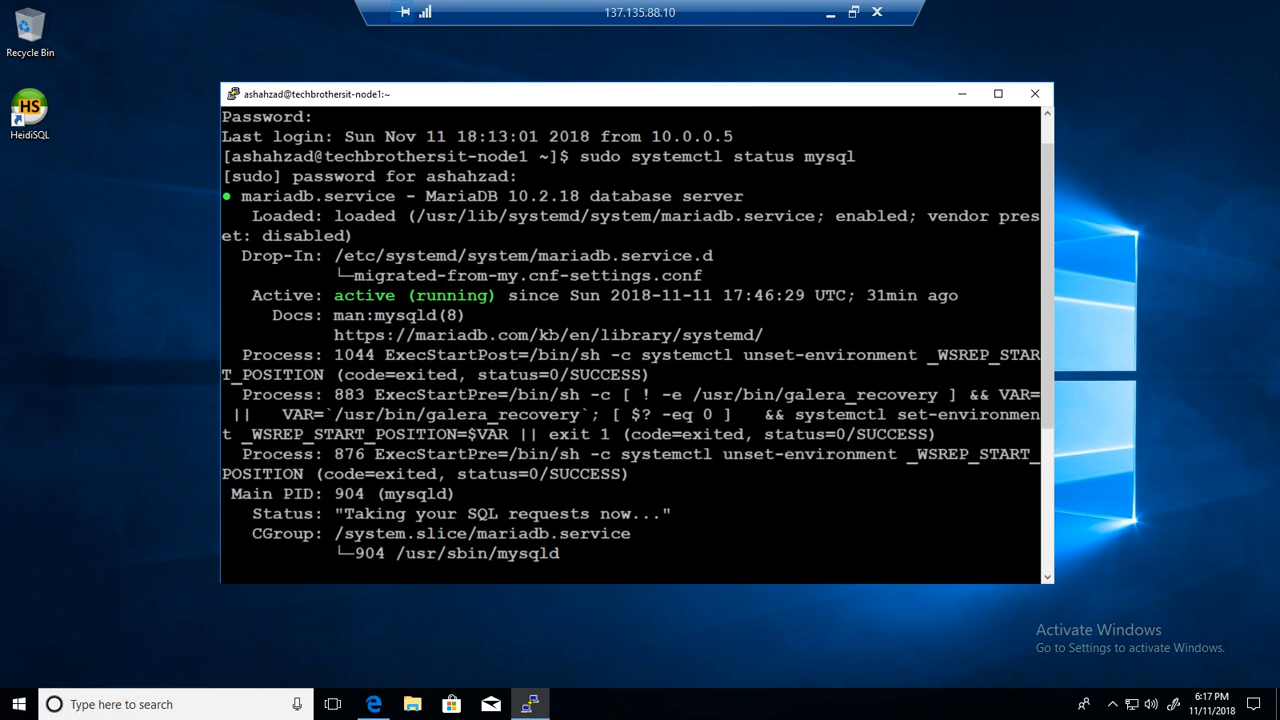 137.135.88.10
Recycle Bin
HS
HeidiSQL
ashahzad@techbrothersit-node1:~
Password:
Last login: Sun Nov 11 18:13:01 2018 from 10.0.0.5
[ashahzad@techbrothersit-node1 ~]$ sudo systemctl status mysql
[sudo] password for ashahzad:
● mariadb.service - MariaDB 10.2.18 database server
Loaded: loaded (/usr/lib/systemd/system/mariadb.service; enabled; vendor pres
et: disabled)
Drop-In: /etc/systemd/system/mariadb.service.d
└─migrated-from-my.cnf-settings.conf
Active: active (running) since Sun 2018-11-11 17:46:29 UTC; 31min ago
Docs: man:mysqld(8)
https://mariadb.com/kb/en/library/systemd/
Process: 1044 ExecStartPost=/bin/sh -c systemctl unset-environment _WSREP_STAR
T_POSITION (code=exited, status=0/SUCCESS)
Process: 883 ExecStartPre=/bin/sh -c [ ! -e /usr/bin/galera_recovery ] && VAR=
||   VAR=`/usr/bin/galera_recovery`; [ $? -eq 0 ]   && systemctl set-environmen
t _WSREP_START_POSITION=$VAR || exit 1 (code=exited, status=0/SUCCESS)
Process: 876 ExecStartPre=/bin/sh -c systemctl unset-environment _WSREP_START_
POSITION (code=exited, status=0/SUCCESS)
Main PID: 904 (mysqld)
Status: "Taking your SQL requests now..."
CGroup: /system.slice/mariadb.service
└─904 /usr/sbin/mysqld
Activate Windows
Go to Settings to activate Windows.
Type here to search
6:17 PM
11/11/2018